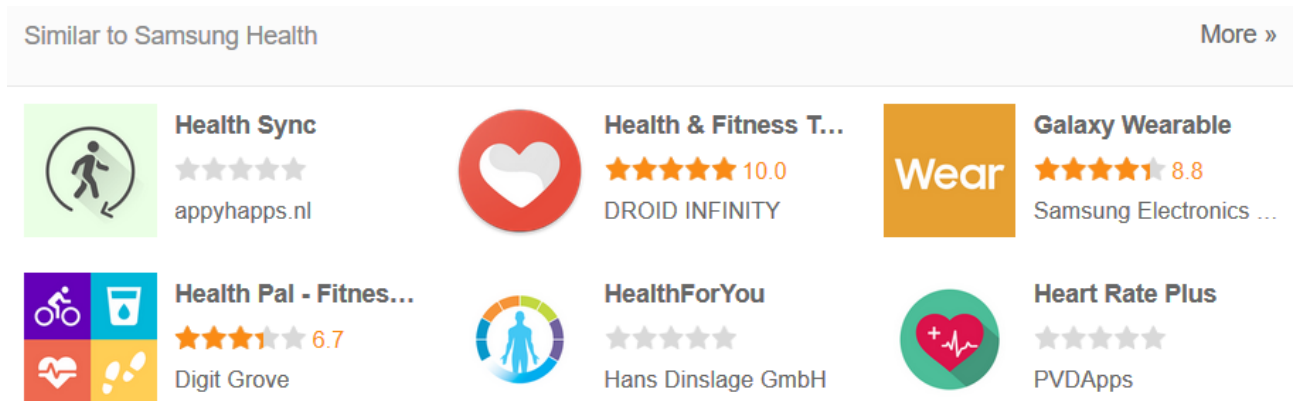 Similar to Samsung Health
More »
Health Sync
appyhapps.nl
Health & Fitness T...
10.0
DROID INFINITY
Wear
Galaxy Wearable
8.8
Samsung Electronics ...
Health Pal - Fitnes...
6.7
Digit Grove
HealthForYou
Hans Dinslage GmbH
Heart Rate Plus
PVDApps